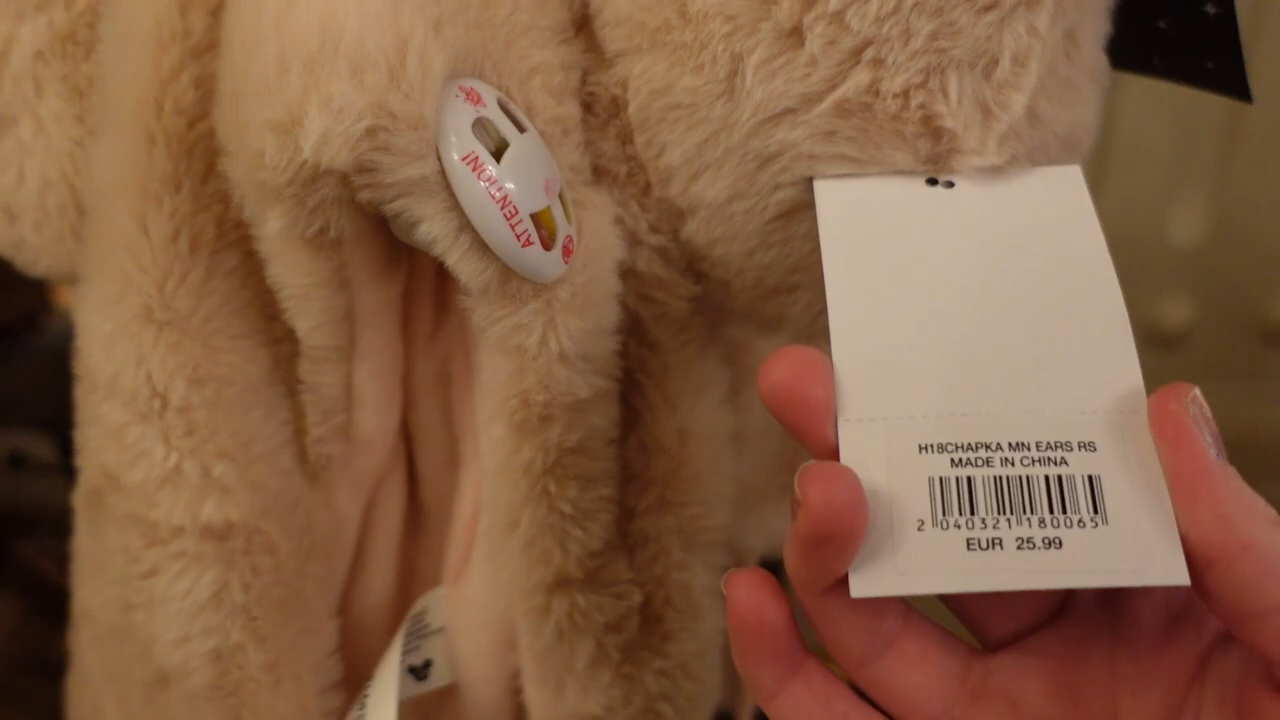 ATTENTION!
H18CHAPKA MN EARS RS
MADE IN CHINA
2 040321 180065
EUR 25.99